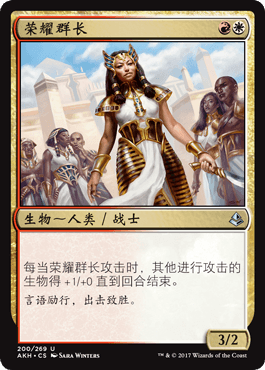 荣耀群长
生物～人类 / 战士
每当荣耀群长攻击时，其他进行攻击的
生物得 +1/+0 直到回合结束。
言语励行，出击致胜。
3/2
200/269 U
AKH • CS SARA WINTERS
™ & © 2017 Wizards of the Coast